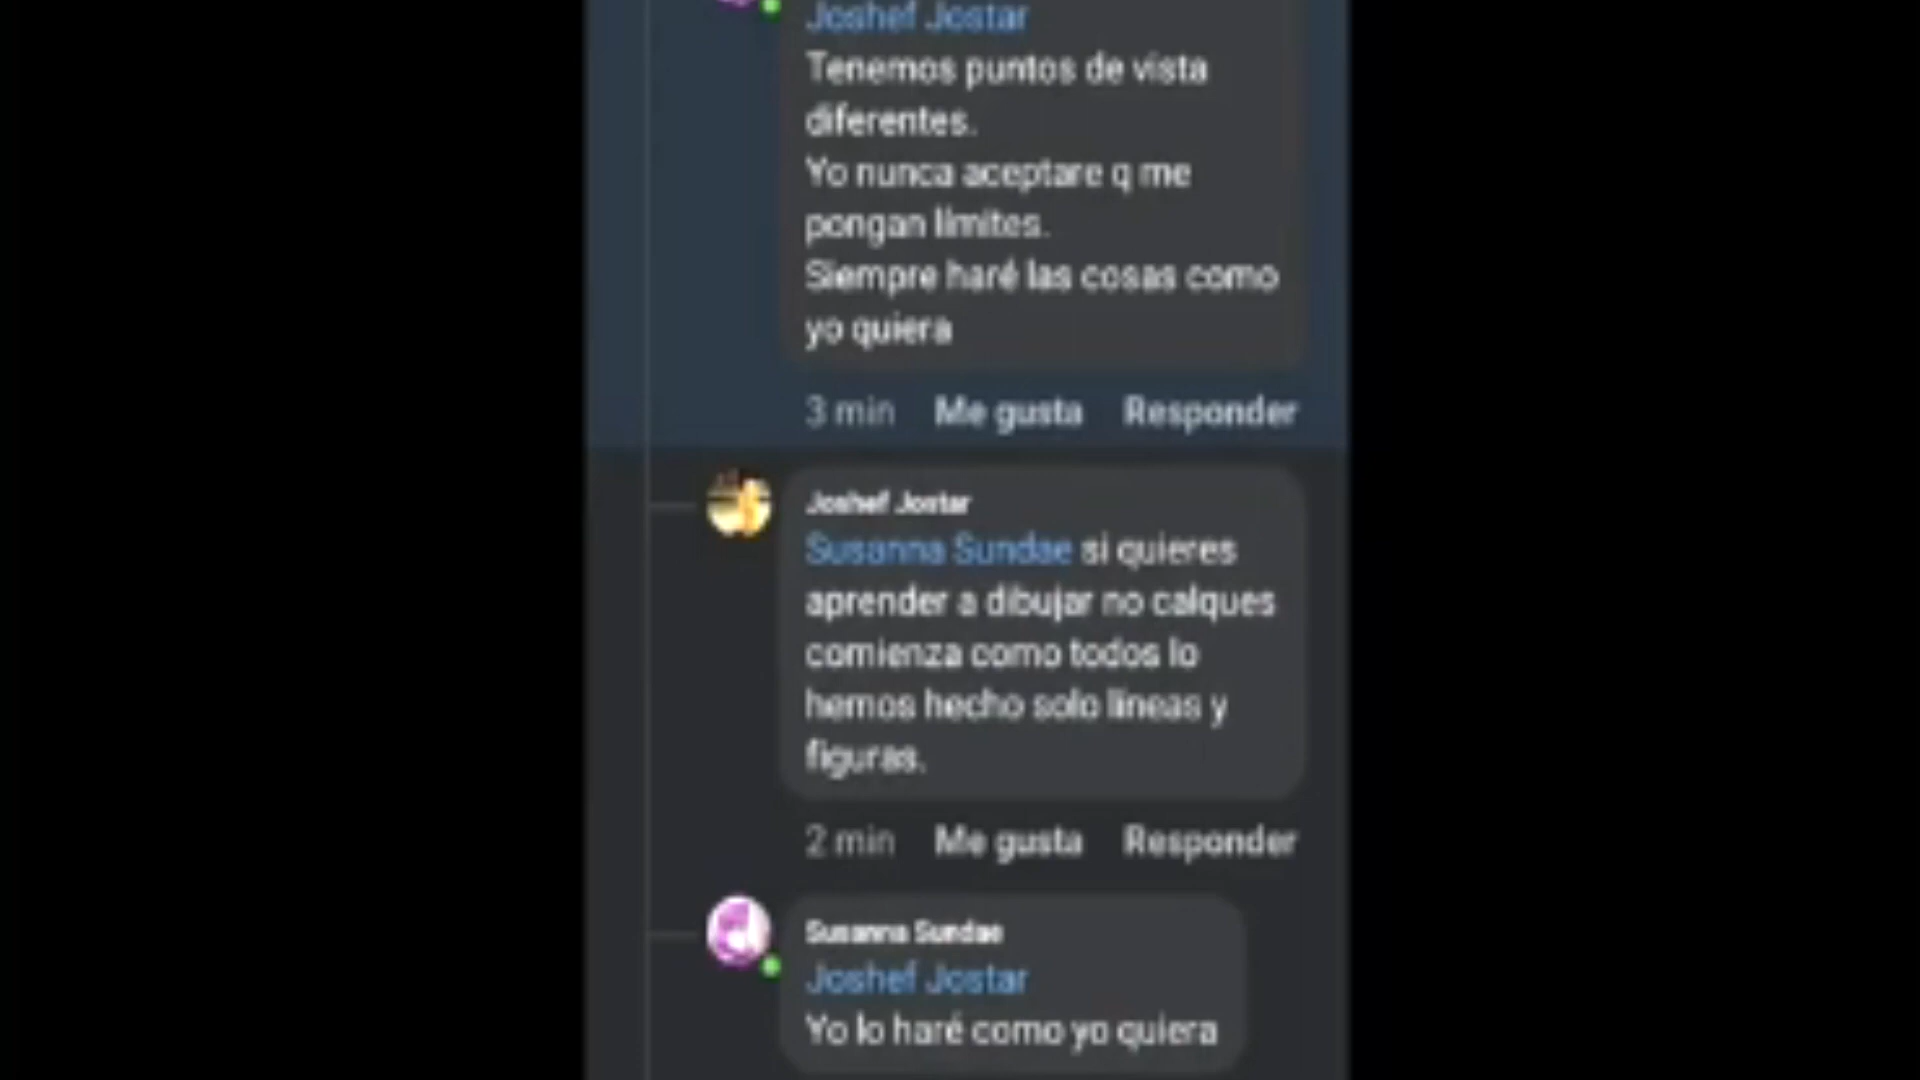 Joshef Jostar
Tenemos puntos de vista
diferentes.
Yo nunca aceptare q me
pongan límites.
Siempre haré las cosas como
yo quiera
3 min Me gusta Responder
Joshef Jostar
Susanna Sundae si quieres
aprender a dibujar no calques
comienza como todos lo
hemos hecho solo líneas y
figuras.
2 min Me gusta Responder
Susanna Sundae
Joshef Jostar
Yo lo haré como yo quiera